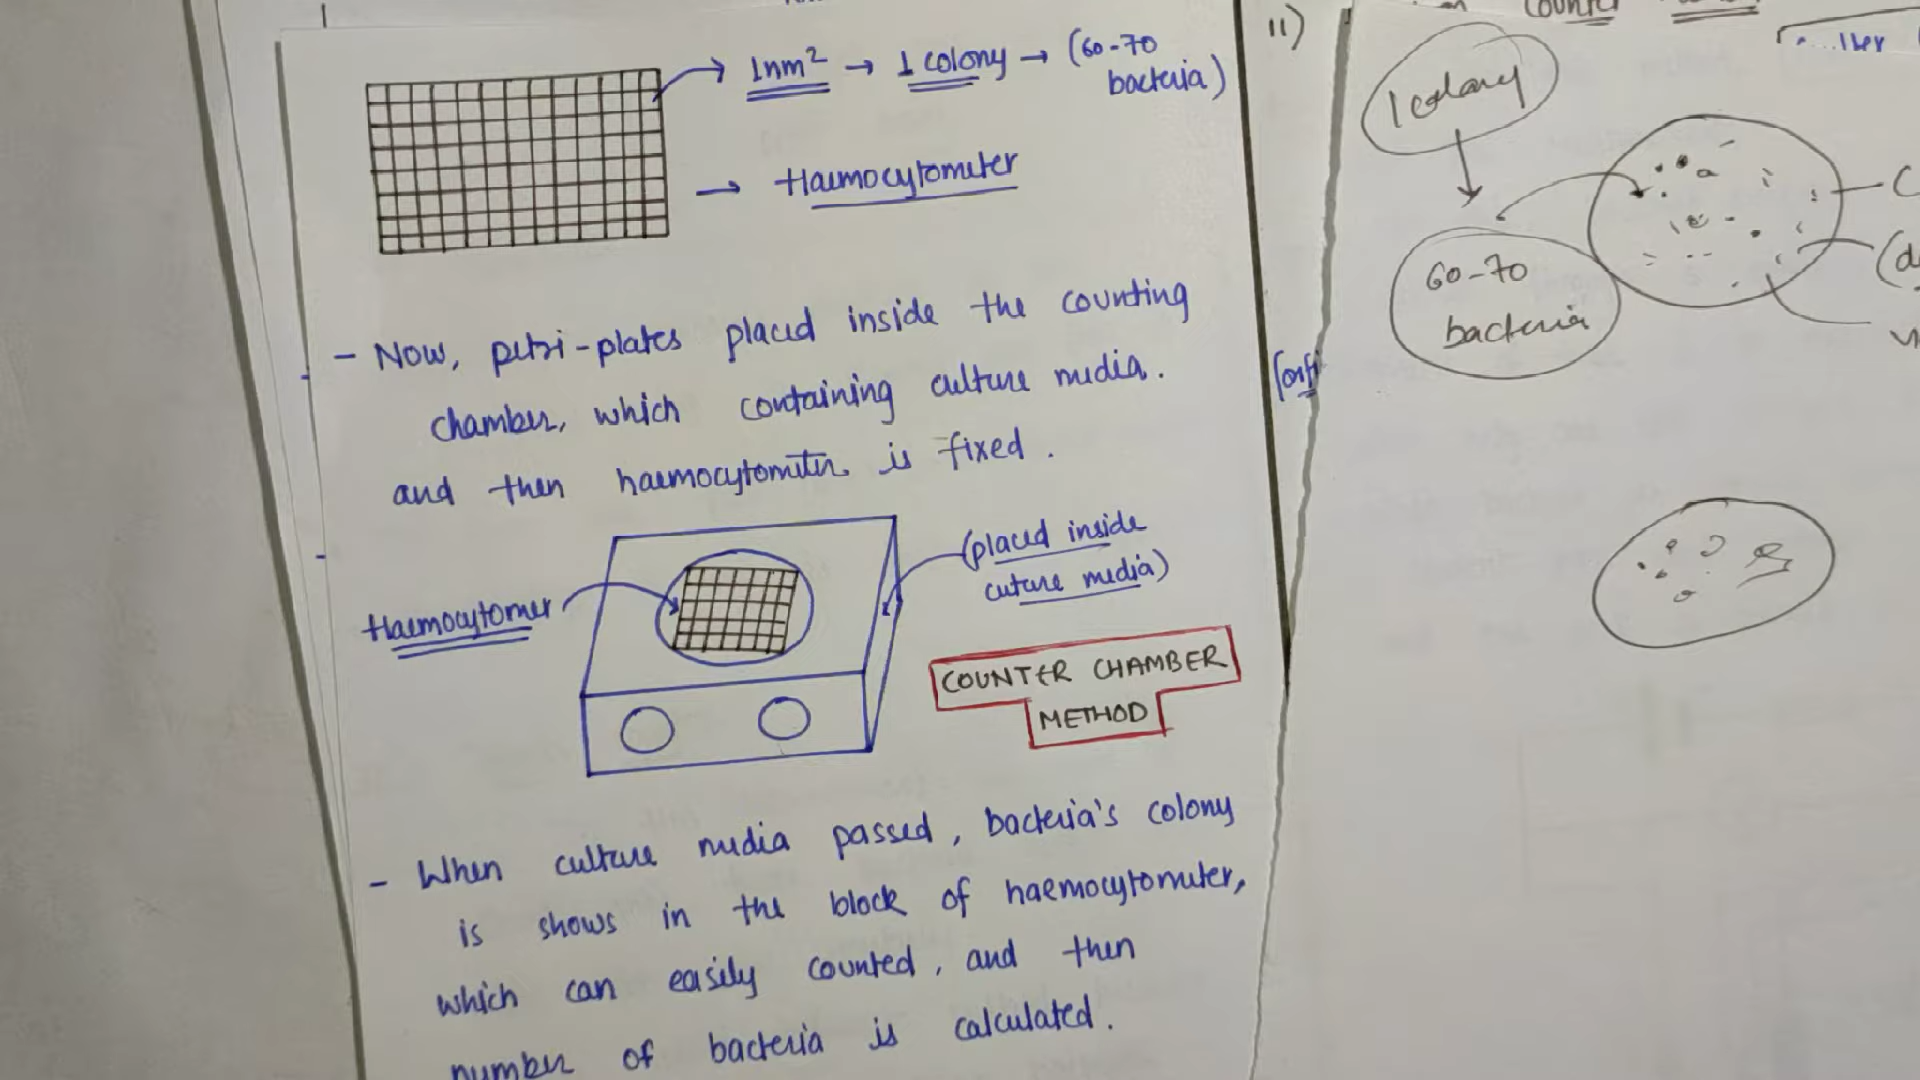 1nm² → 1 colony → (60-70
bacteria)
→ Haemocytometer
- Now, petri-plates placed inside the counting
chamber, which containing culture media.
and then haemocytometer is fixed.
(placed inside
cuture media)
Haemocytomer
COUNTER CHAMBER
METHOD
- When culture media passed, bacteria's colony
is shows in the block of haemocytometer,
which can easily counted, and then
number of bacteria is calculated.
11)
1 colony
60-70
bacteria